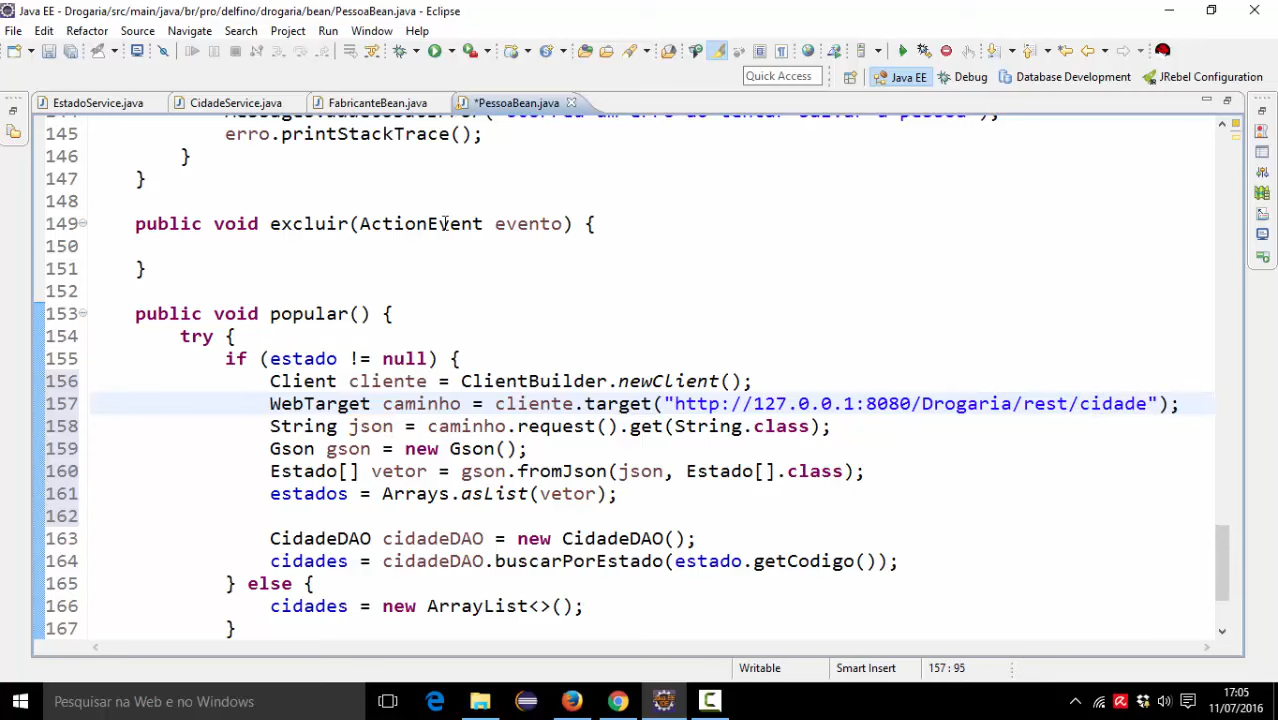 Java EE - Drogaria/src/main/java/br/pro/delfino/drogaria/bean/PessoaBean.java - Eclipse
File Edit Refactor Source Navigate Search Project Run Window Help
Quick Access Java EE Debug Database Development JRebel Configuration
EstadoService.java CidadeService.java FabricanteBean.java *PessoaBean.java
145 erro.printStackTrace();
146 }
147 }
148
149 public void excluir(ActionEvent evento) {
150
151 }
152
153 public void popular() {
154 try {
155 if (estado != null) {
156 Client cliente = ClientBuilder.newClient();
157 WebTarget caminho = cliente.target("http://127.0.0.1:8080/Drogaria/rest/cidade");
158 String json = caminho.request().get(String.class);
159 Gson gson = new Gson();
160 Estado[] vetor = gson.fromJson(json, Estado[].class);
161 estados = Arrays.asList(vetor);
162
163 CidadeDAO cidadeDAO = new CidadeDAO();
164 cidades = cidadeDAO.buscarPorEstado(estado.getCodigo());
165 } else {
166 cidades = new ArrayList<>();
167 }
Writable Smart Insert 157 : 95
Pesquisar na Web e no Windows
17:05
11/07/2016